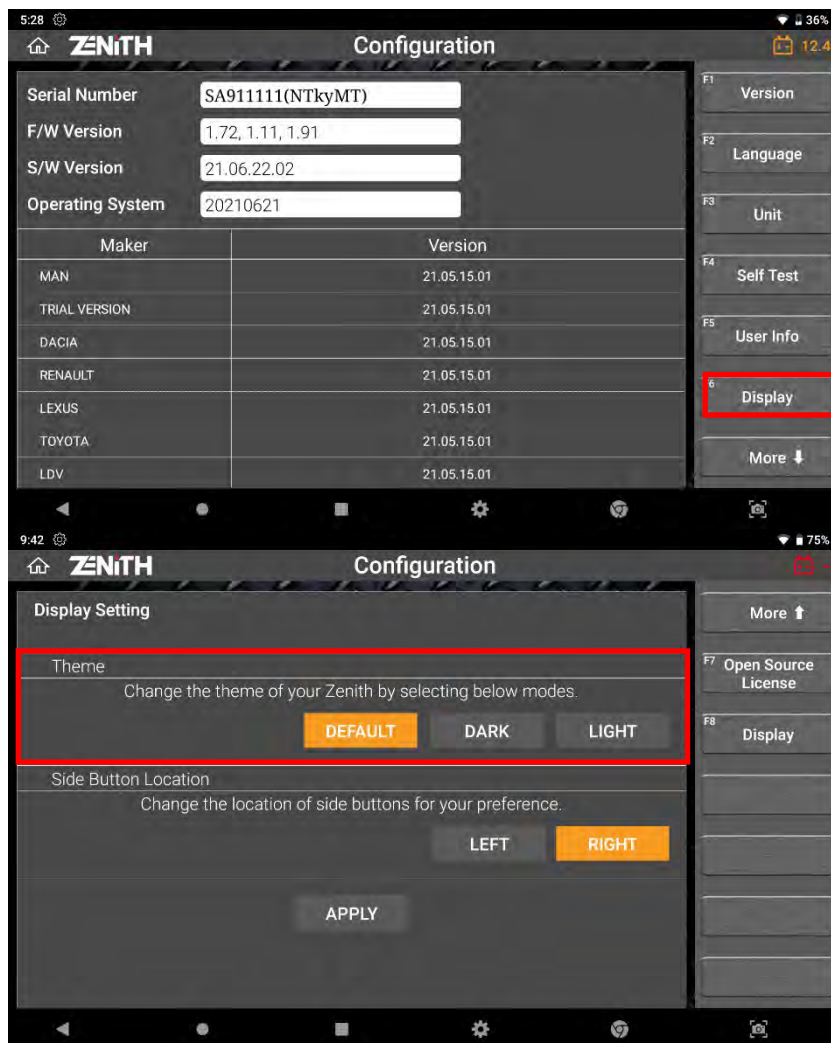 5:28 36%
ZENITH Configuration 12.4
Serial Number SA911111(NTkyMT)
F/W Version 1.72, 1.11, 1.91
S/W Version 21.06.22.02
Operating System 20210621
Maker Version
MAN 21.05.15.01
TRIAL VERSION 21.05.15.01
DACIA 21.05.15.01
RENAULT 21.05.15.01
LEXUS 21.05.15.01
TOYOTA 21.05.15.01
LDV 21.05.15.01
F1 Version
F2 Language
F3 Unit
F4 Self Test
F5 User Info
6 Display
More ⬇
9:42 75%
ZENITH Configuration
Display Setting
Theme
Change the theme of your Zenith by selecting below modes.
DEFAULT DARK LIGHT
Side Button Location
Change the location of side buttons for your preference.
LEFT RIGHT
APPLY
More ⬆
F7 Open Source
License
F8 Display